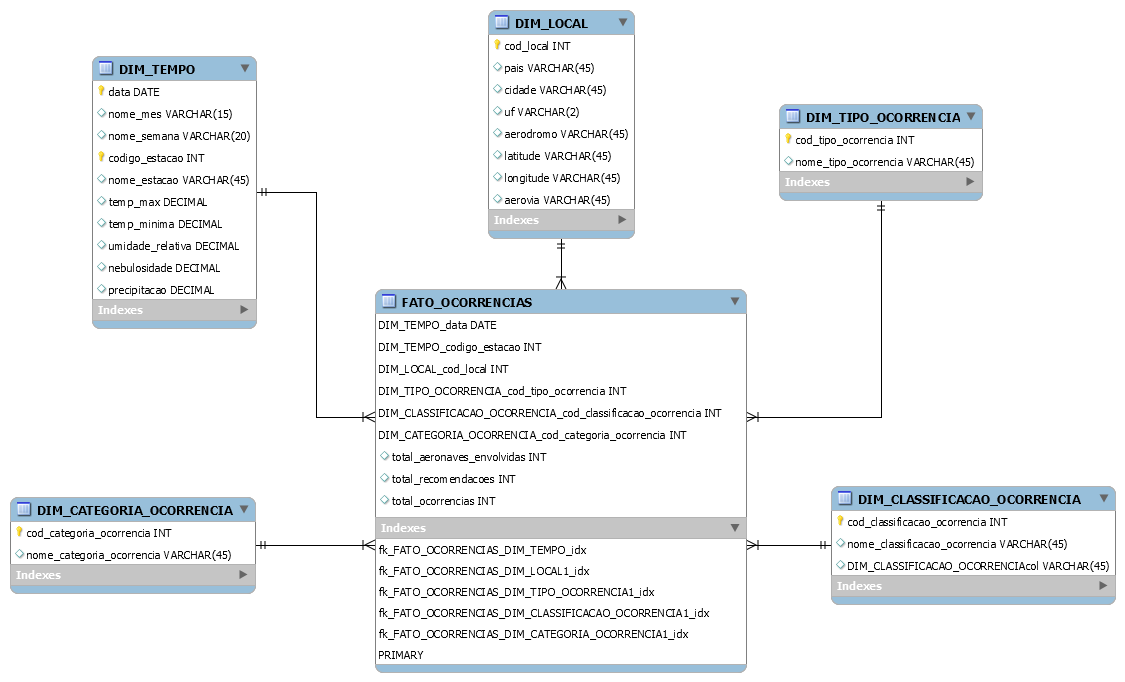 DIM_LOCAL
cod_local INT
pais VARCHAR(45)
cidade VARCHAR(45)
uf VARCHAR(2)
aerodromo VARCHAR(45)
latitude VARCHAR(45)
longitude VARCHAR(45)
aerovia VARCHAR(45)
Indexes
DIM_TEMPO
data DATE
nome_mes VARCHAR(15)
nome_semana VARCHAR(20)
codigo_estacao INT
nome_estacao VARCHAR(45)
temp_max DECIMAL
temp_minima DECIMAL
umidade_relativa DECIMAL
nebulosidade DECIMAL
precipitacao DECIMAL
Indexes
DIM_TIPO_OCORRENCIA
cod_tipo_ocorrencia INT
nome_tipo_ocorrencia VARCHAR(45)
Indexes
FATO_OCORRENCIAS
DIM_TEMPO_data DATE
DIM_TEMPO_codigo_estacao INT
DIM_LOCAL_cod_local INT
DIM_TIPO_OCORRENCIA_cod_tipo_ocorrencia INT
DIM_CLASSIFICACAO_OCORRENCIA_cod_classificacao_ocorrencia INT
DIM_CATEGORIA_OCORRENCIA_cod_categoria_ocorrencia INT
total_aeronaves_envolvidas INT
total_recomendacoes INT
total_ocorrencias INT
Indexes
fk_FATO_OCORRENCIAS_DIM_TEMPO_idx
fk_FATO_OCORRENCIAS_DIM_LOCAL1_idx
fk_FATO_OCORRENCIAS_DIM_TIPO_OCORRENCIA1_idx
fk_FATO_OCORRENCIAS_DIM_CLASSIFICACAO_OCORRENCIA1_idx
fk_FATO_OCORRENCIAS_DIM_CATEGORIA_OCORRENCIA1_idx
PRIMARY
DIM_CATEGORIA_OCORRENCIA
cod_categoria_ocorrencia INT
nome_categoria_ocorrencia VARCHAR(45)
Indexes
DIM_CLASSIFICACAO_OCORRENCIA
cod_classificacao_ocorrencia INT
nome_classificacao_ocorrencia VARCHAR(45)
DIM_CLASSIFICACAO_OCORRENCIAcol VARCHAR(45)
Indexes